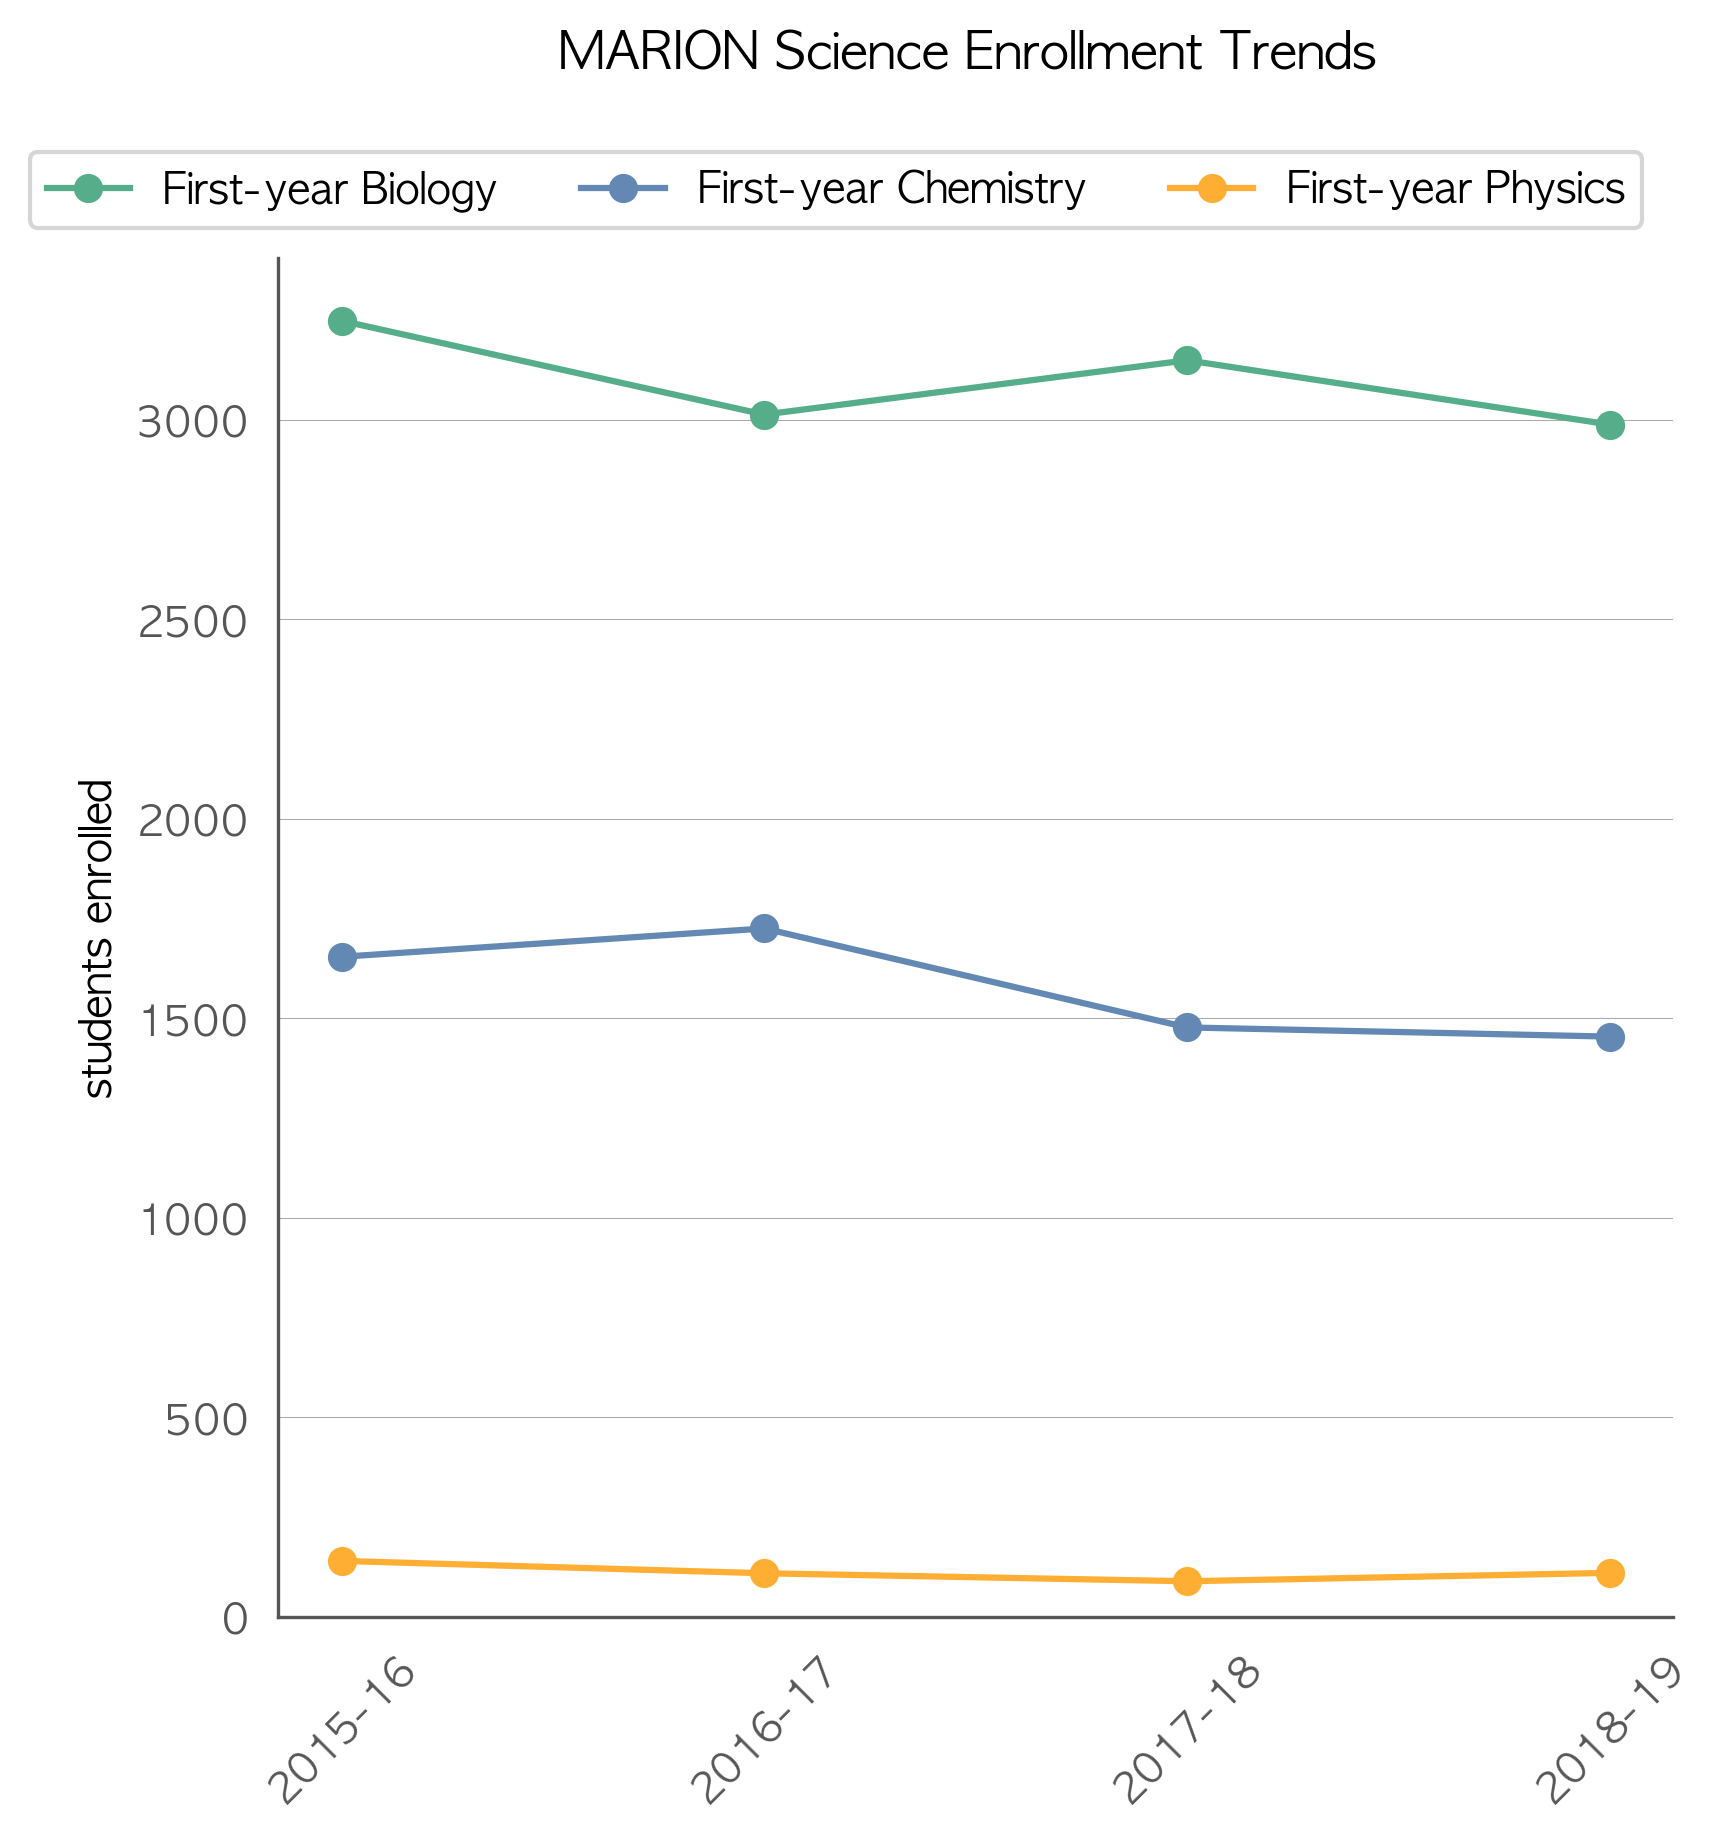 MARION Science Enrollment Trends
First-year Biology First-year Chemistry First-year Physics
students enrolled
3000
2500
2000
1500
1000
500
0
2015-16 2016-17 2017-18 2018-19